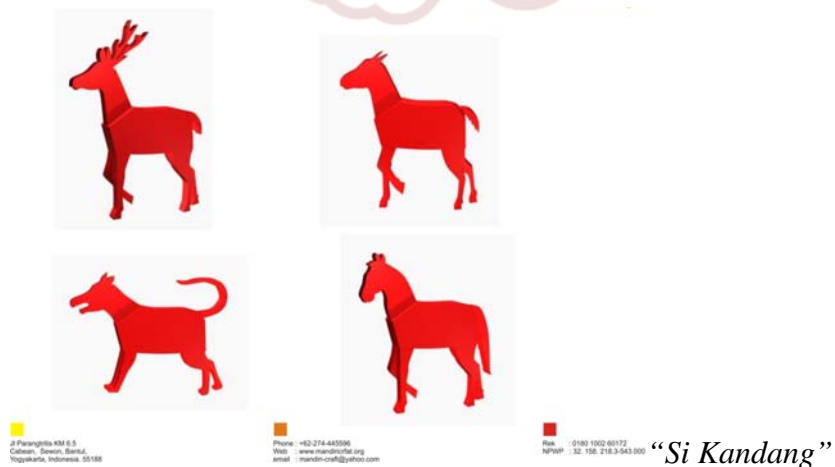 Jl Parangtritis KM 6.5
Cabean, Sewon, Bantul,
Yogyakarta, Indonesia. 55188
Phone : +62-274-445596
Web : www.mandiricrfat.org
email : mandiri-craft@yahoo.com
Rek : 0180 1002 60172
NPWP : 32. 158. 218.3-543.000
“Si Kandang”